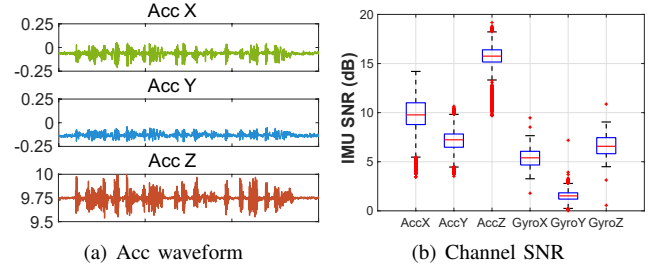 Acc X
0.25
0
-0.25
Acc Y
0.25
0
-0.25
Acc Z
10
9.75
9.5
(a) Acc waveform
IMU SNR (dB)
20
15
10
5
0
AccX AccY AccZ GyroX GyroY GyroZ
(b) Channel SNR